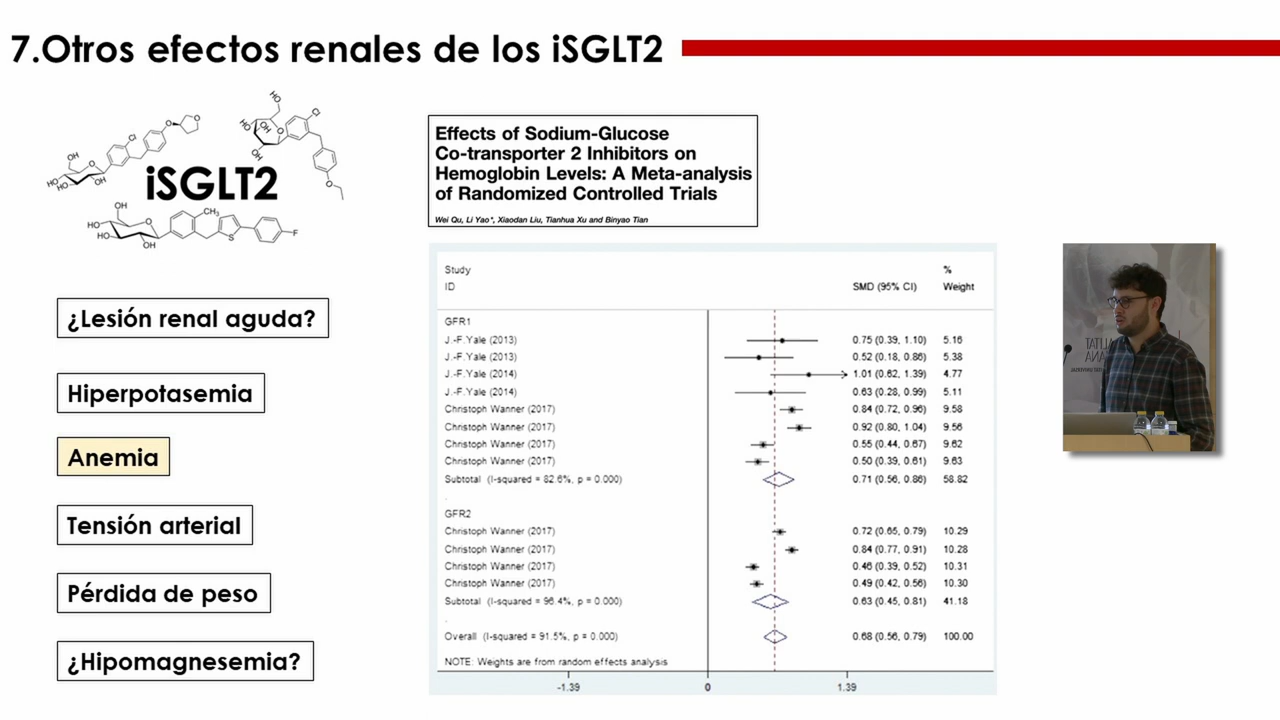 7.Otros efectos renales de los iSGLT2
iSGLT2
Effects of Sodium-Glucose
Co-transporter 2 Inhibitors on
Hemoglobin Levels: A Meta-analysis
of Randomized Controlled Trials
Wei Qu, Li Yao*, Xiaodan Liu, Tianhua Xu and Binyao Tian
¿Lesión renal aguda?
Hiperpotasemia
Anemia
Tensión arterial
Pérdida de peso
¿Hipomagnesemia?
Study %
ID SMD (95% CI) Weight
GFR1
J.-F.Yale (2013) 0.75 (0.39, 1.10) 5.16
J.-F.Yale (2013) 0.52 (0.18, 0.86) 5.38
J.-F.Yale (2014) 1.01 (0.62, 1.39) 4.77
J.-F.Yale (2014) 0.63 (0.28, 0.99) 5.11
Christoph Wanner (2017) 0.84 (0.72, 0.96) 9.58
Christoph Wanner (2017) 0.92 (0.80, 1.04) 9.56
Christoph Wanner (2017) 0.55 (0.44, 0.67) 9.62
Christoph Wanner (2017) 0.50 (0.39, 0.61) 9.63
Subtotal (I-squared = 82.6%, p = 0.000) 0.71 (0.56, 0.86) 58.82
.
GFR2
Christoph Wanner (2017) 0.72 (0.65, 0.79) 10.29
Christoph Wanner (2017) 0.84 (0.77, 0.91) 10.28
Christoph Wanner (2017) 0.46 (0.39, 0.52) 10.31
Christoph Wanner (2017) 0.49 (0.42, 0.56) 10.30
Subtotal (I-squared = 96.4%, p = 0.000) 0.63 (0.45, 0.81) 41.18
.
Overall (I-squared = 91.5%, p = 0.000) 0.68 (0.56, 0.79) 100.00
NOTE: Weights are from random effects analysis
-1.39 0 1.39